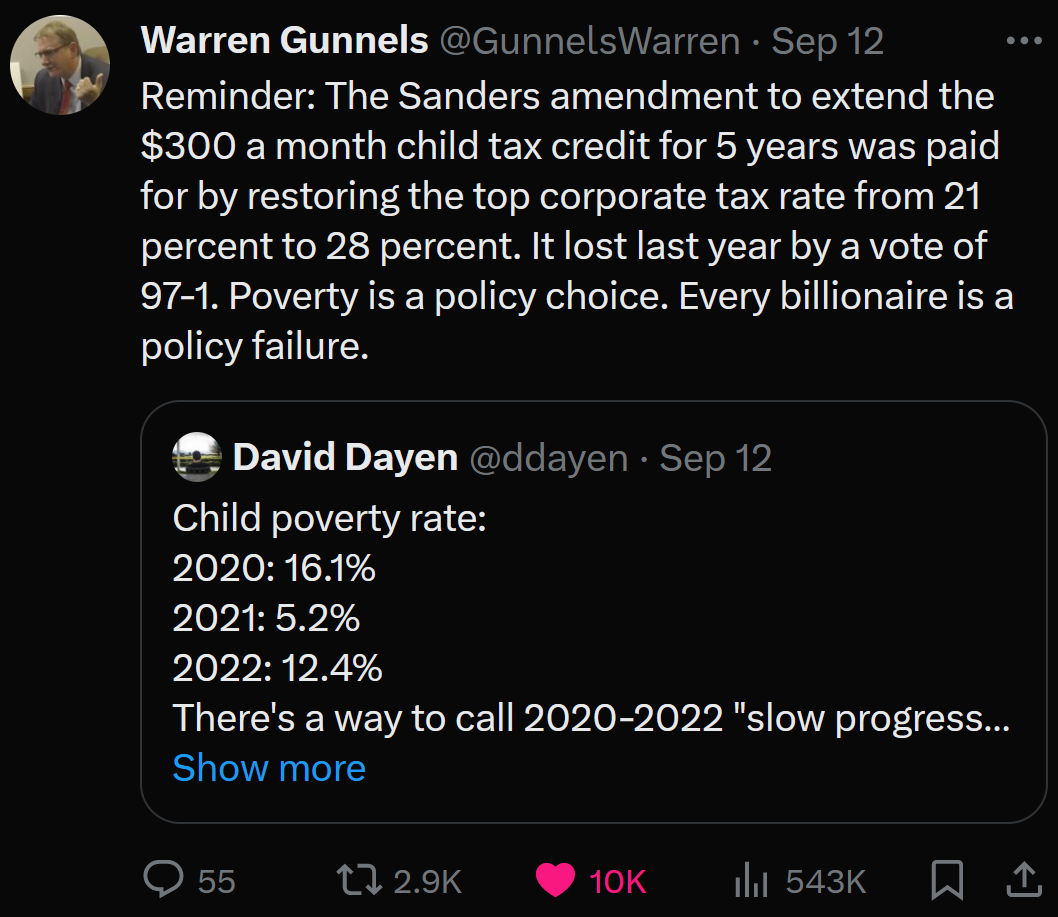 Warren Gunnels @GunnelsWarren · Sep 12
Reminder: The Sanders amendment to extend the
$300 a month child tax credit for 5 years was paid
for by restoring the top corporate tax rate from 21
percent to 28 percent. It lost last year by a vote of
97-1. Poverty is a policy choice. Every billionaire is a
policy failure.
David Dayen @ddayen · Sep 12
Child poverty rate:
2020: 16.1%
2021: 5.2%
2022: 12.4%
There's a way to call 2020-2022 "slow progress...
Show more
55 2.9K 10K 543K